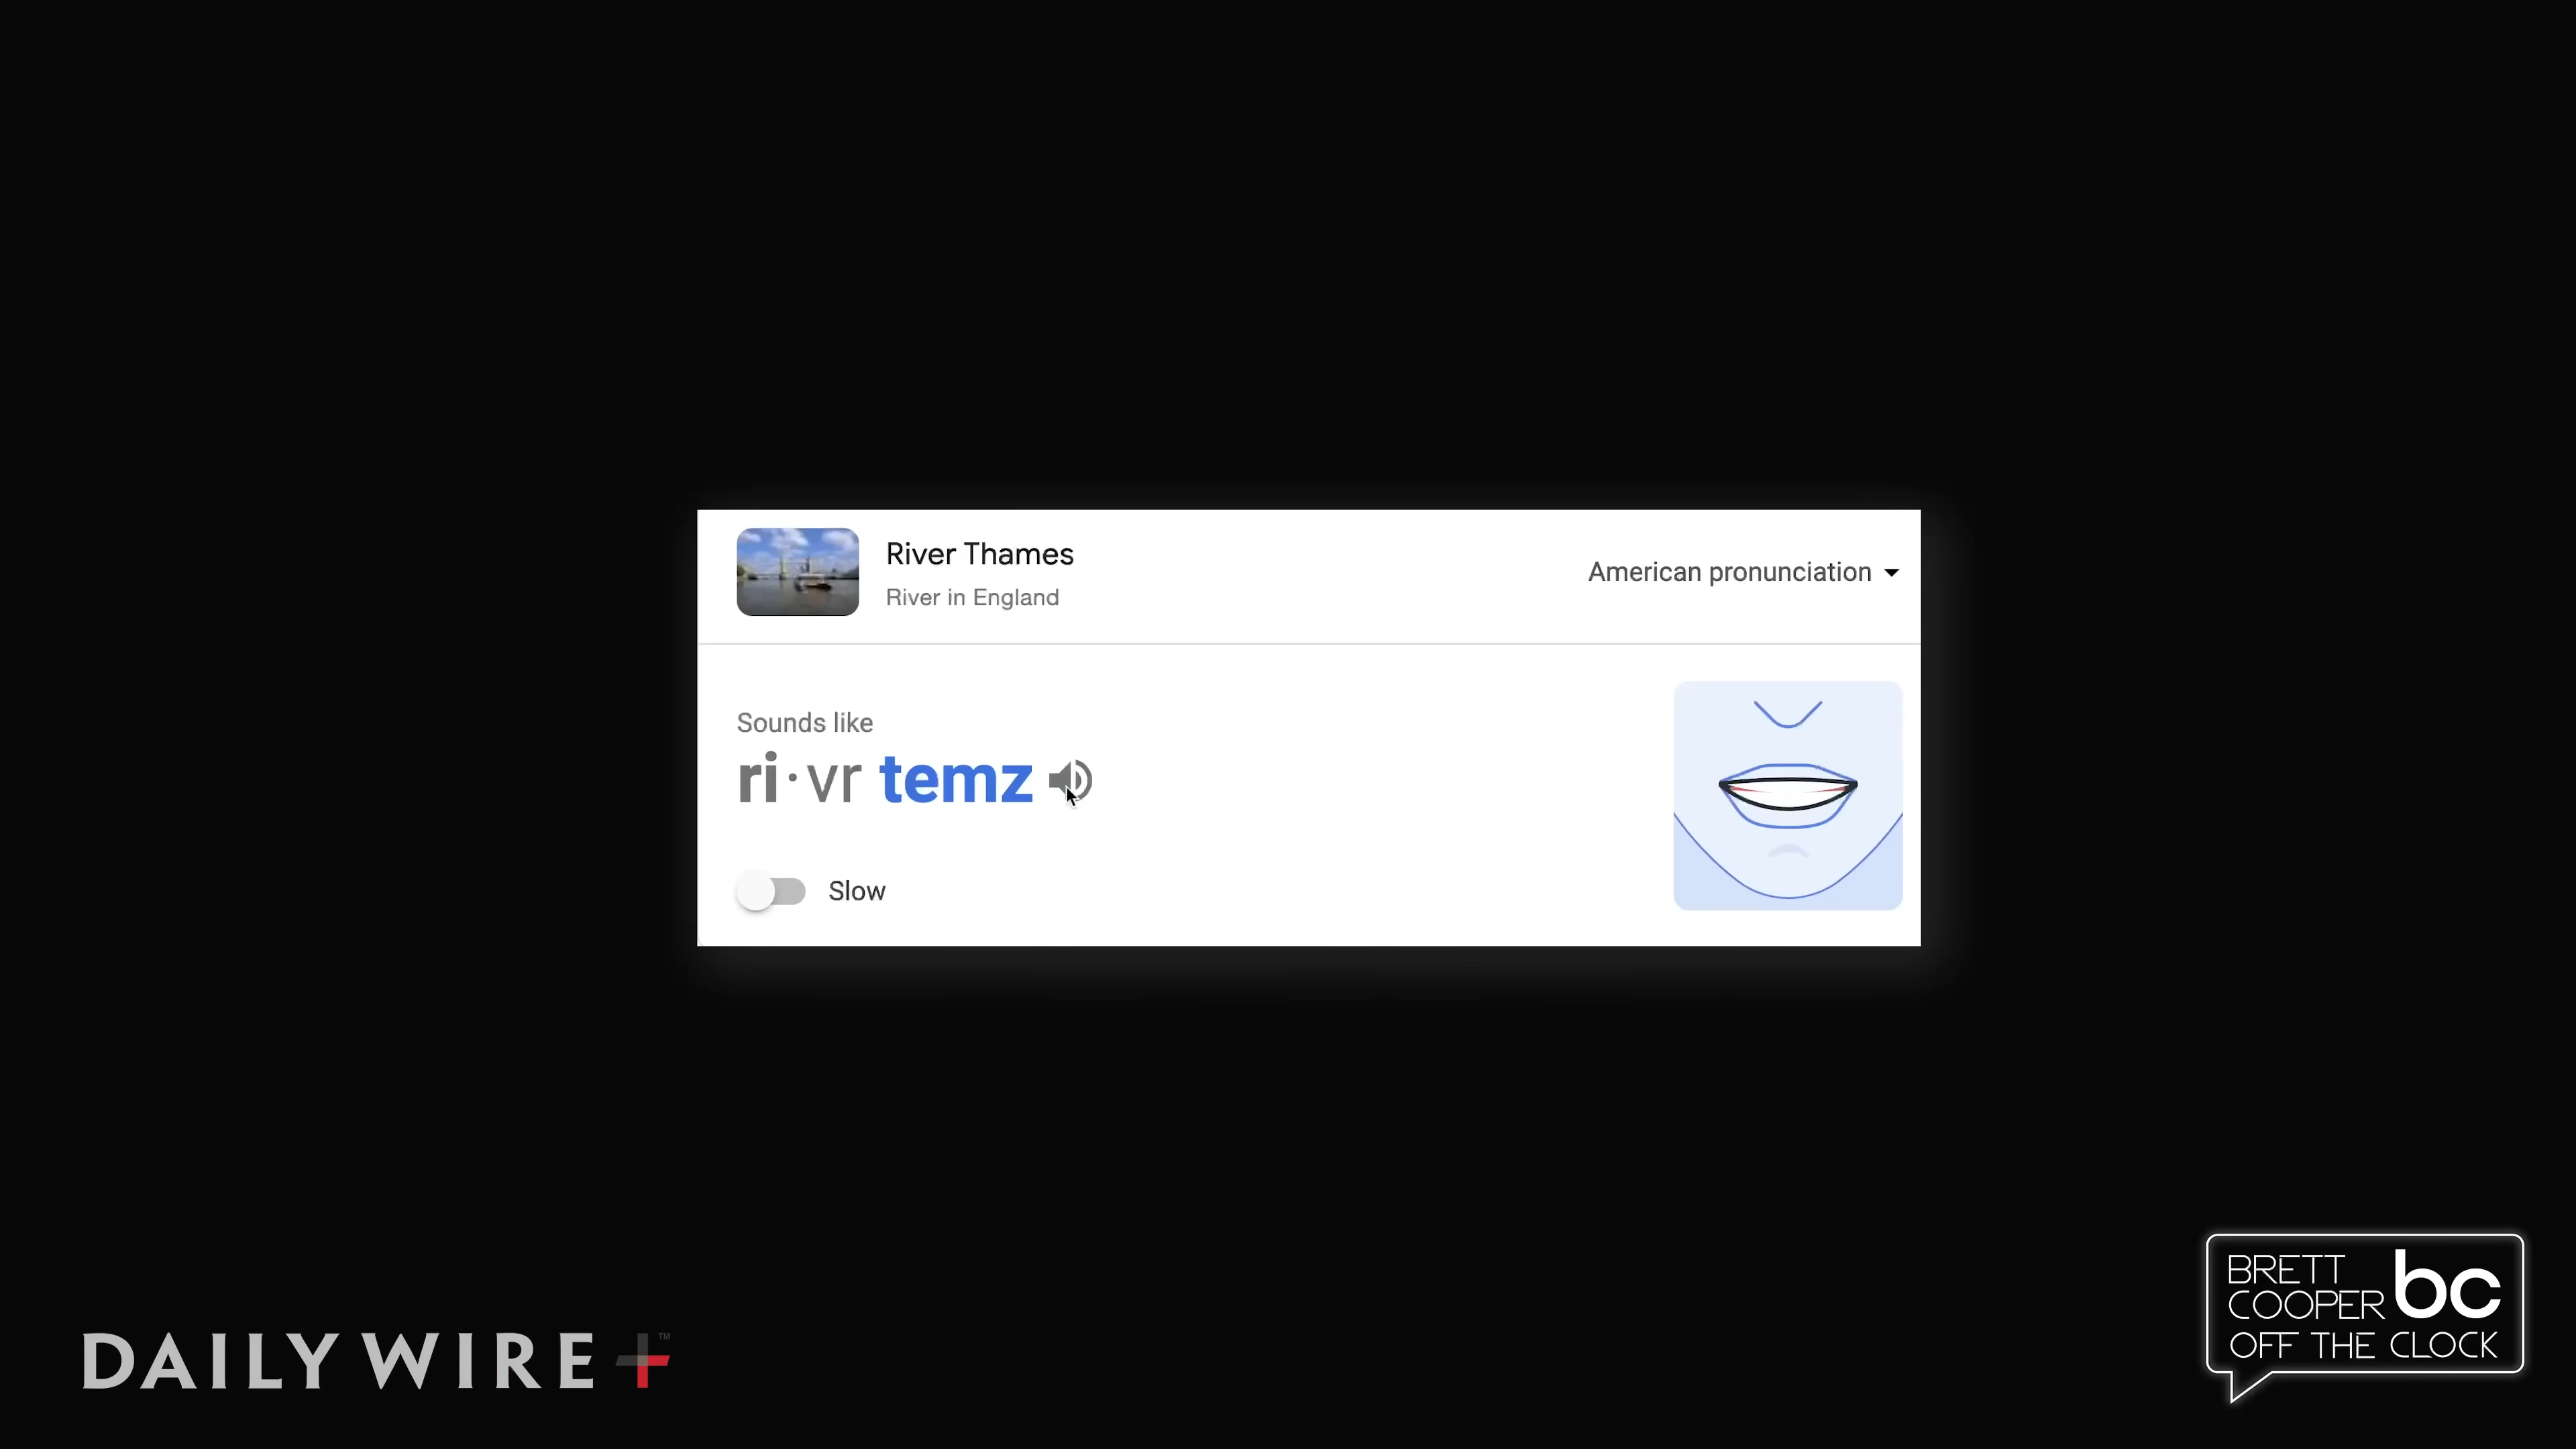 River Thames
River in England
American pronunciation
Sounds like
ri·vr temz
Slow
DAILY WIRE+™
BRETT
COOPER
bc
OFF THE CLOCK